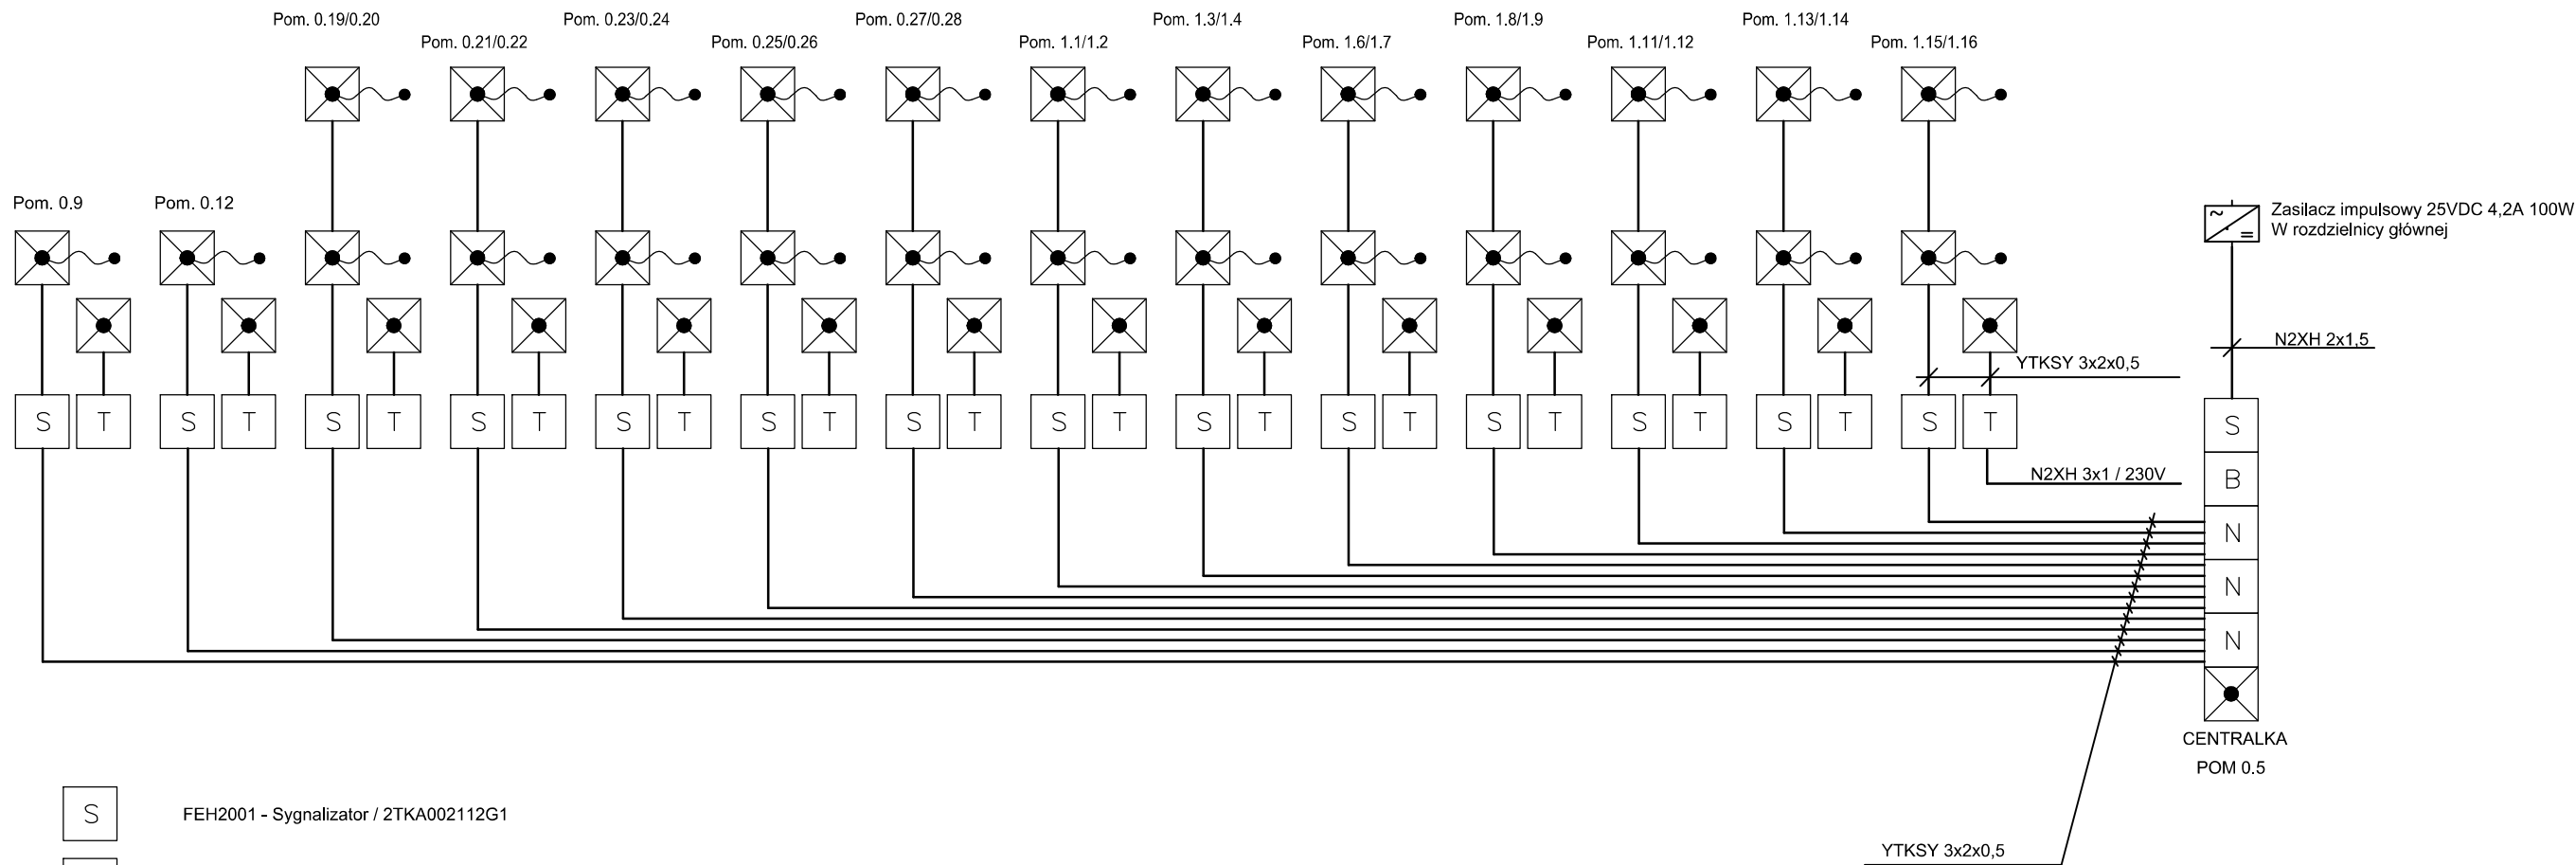 Pom. 0.19/0.20
Pom. 0.23/0.24
Pom. 0.27/0.28
Pom. 1.3/1.4
Pom. 1.8/1.9
Pom. 1.13/1.14
Pom. 0.21/0.22
Pom. 0.25/0.26
Pom. 1.1/1.2
Pom. 1.6/1.7
Pom. 1.11/1.12
Pom. 1.15/1.16
Pom. 0.9
Pom. 0.12
Zasilacz impulsowy 25VDC 4,2A 100W
W rozdzielnicy głównej
N2XH 2x1,5
YTKSY 3x2x0,5
S T S T S T S T S T S T S T S T S T S T S T S T S T S T
S
N2XH 3x1 / 230V
B
N
N
N
CENTRALKA
POM 0.5
S
FEH2001 - Sygnalizator / 2TKA002112G1
YTKSY 3x2x0,5